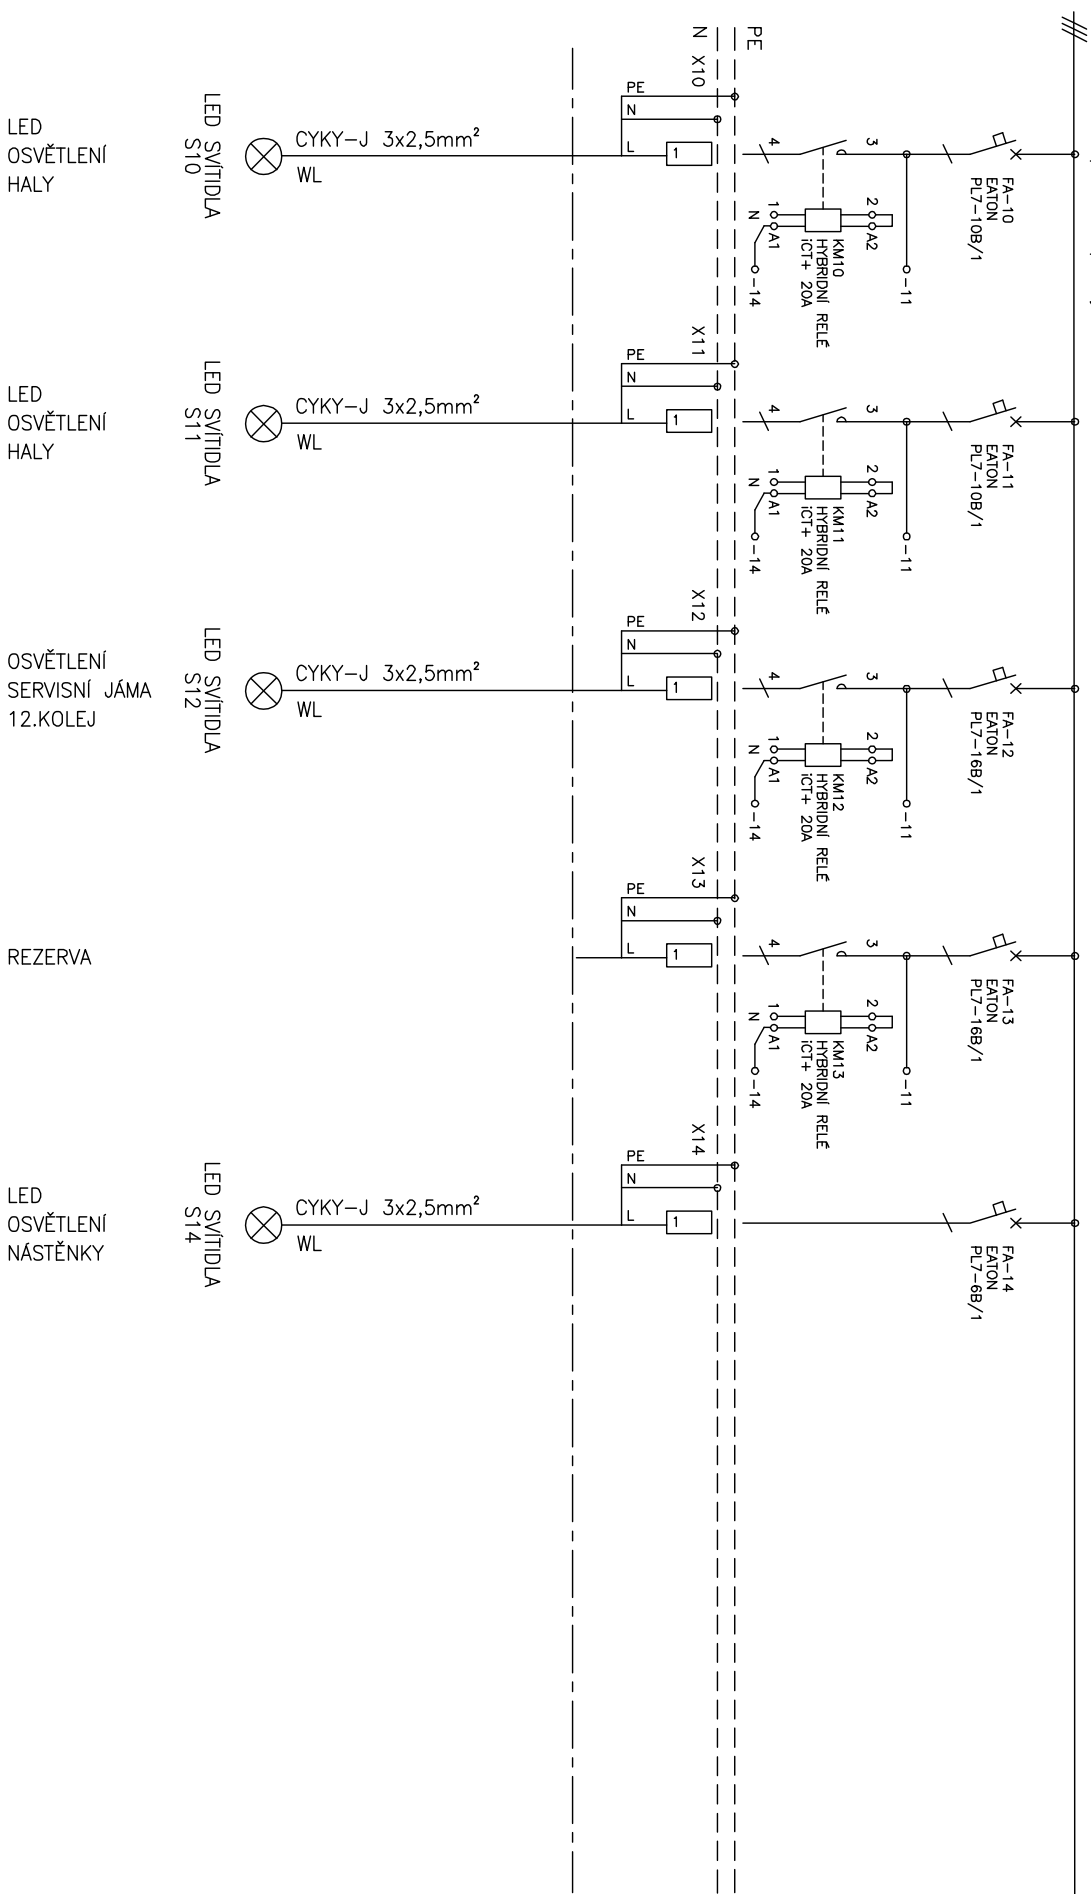 N
PE
X10
PE
N
L
1
LED
OSVĚTLENÍ
HALY
LED SVÍTIDLA
S10
CYKY-J 3x2,5mm²
WL
4
3
FA-10
EATON
PL7-10B/1
1
N
A1
2
A2
KM10
HYBRIDNÍ RELÉ
iCT+ 20A
-14
-11
X11
PE
N
L
1
LED
OSVĚTLENÍ
HALY
LED SVÍTIDLA
S11
CYKY-J 3x2,5mm²
WL
4
3
FA-11
EATON
PL7-10B/1
1
N
A1
2
A2
KM11
HYBRIDNÍ RELÉ
iCT+ 20A
-14
-11
X12
PE
N
L
1
OSVĚTLENÍ
SERVISNÍ JÁMA
12.KOLEJ
LED SVÍTIDLA
S12
CYKY-J 3x2,5mm²
WL
4
3
FA-12
EATON
PL7-16B/1
1
N
A1
2
A2
KM12
HYBRIDNÍ RELÉ
iCT+ 20A
-14
-11
X13
PE
N
L
1
REZERVA
4
3
FA-13
EATON
PL7-16B/1
1
N
A1
2
A2
KM13
HYBRIDNÍ RELÉ
iCT+ 20A
-14
-11
X14
PE
N
L
1
LED
OSVĚTLENÍ
NÁSTĚNKY
LED SVÍTIDLA
S14
CYKY-J 3x2,5mm²
WL
FA-14
EATON
PL7-6B/1